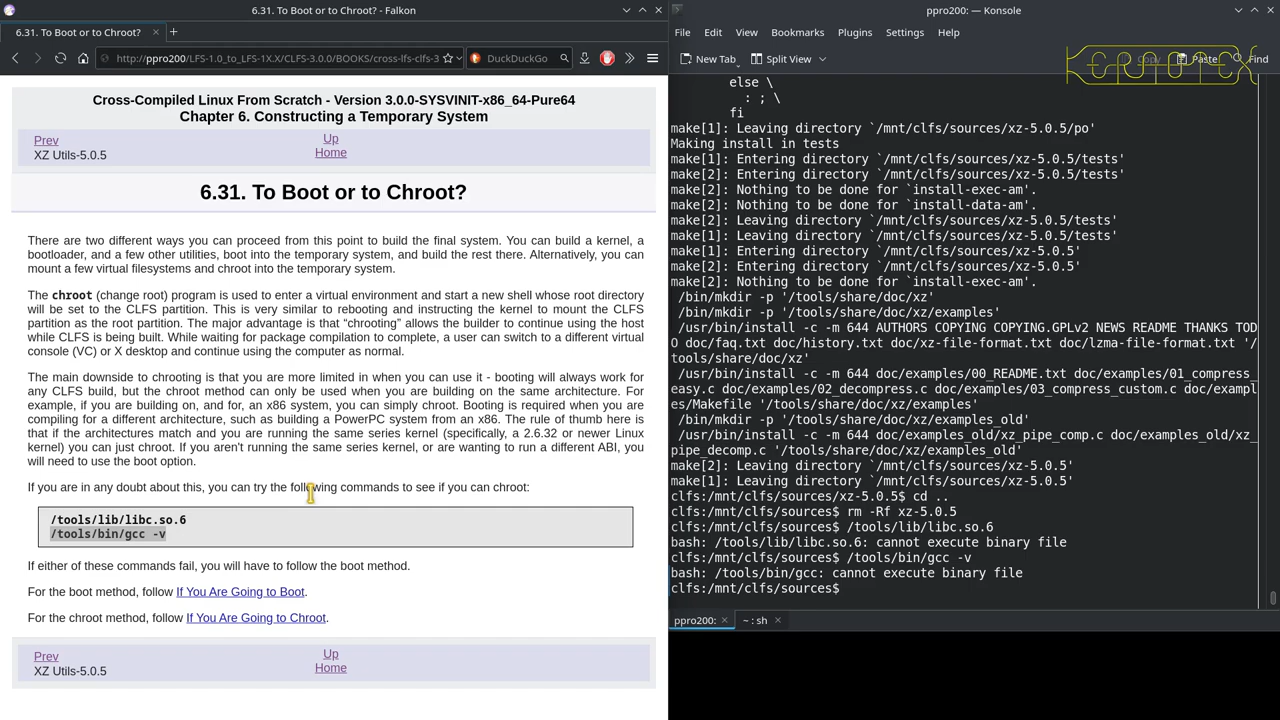 6.31. To Boot or to Chroot? - Falkon
6.31. To Boot or to Chroot?
http://ppro200/LFS-1.0_to_LFS-1X.X/CLFS-3.0.0/BOOKS/cross-lfs-clfs-3
DuckDuckGo
Cross-Compiled Linux From Scratch - Version 3.0.0-SYSVINIT-x86_64-Pure64
Chapter 6. Constructing a Temporary System
Prev
XZ Utils-5.0.5
Up
Home
6.31. To Boot or to Chroot?
There are two different ways you can proceed from this point to build the final system. You can build a kernel, a
bootloader, and a few other utilities, boot into the temporary system, and build the rest there. Alternatively, you can
mount a few virtual filesystems and chroot into the temporary system.
The chroot (change root) program is used to enter a virtual environment and start a new shell whose root directory
will be set to the CLFS partition. This is very similar to rebooting and instructing the kernel to mount the CLFS
partition as the root partition. The major advantage is that “chrooting” allows the builder to continue using the host
while CLFS is being built. While waiting for package compilation to complete, a user can switch to a different virtual
console (VC) or X desktop and continue using the computer as normal.
The main downside to chrooting is that you are more limited in when you can use it - booting will always work for
any CLFS build, but the chroot method can only be used when you are building on the same architecture. For
example, if you are building on, and for, an x86 system, you can simply chroot. Booting is required when you are
compiling for a different architecture, such as building a PowerPC system from an x86. The rule of thumb here is
that if the architectures match and you are running the same series kernel (specifically, a 2.6.32 or newer Linux
kernel) you can just chroot. If you aren't running the same series kernel, or are wanting to run a different ABI, you
will need to use the boot option.
If you are in any doubt about this, you can try the following commands to see if you can chroot:
/tools/lib/libc.so.6
/tools/bin/gcc -v
If either of these commands fail, you will have to follow the boot method.
For the boot method, follow If You Are Going to Boot.
For the chroot method, follow If You Are Going to Chroot.
Prev
XZ Utils-5.0.5
Up
Home
ppro200: — Konsole
File Edit View Bookmarks Plugins Settings Help
New Tab Split View Copy Paste Find
else \
: ; \
fi
make[1]: Leaving directory `/mnt/clfs/sources/xz-5.0.5/po'
Making install in tests
make[1]: Entering directory `/mnt/clfs/sources/xz-5.0.5/tests'
make[2]: Entering directory `/mnt/clfs/sources/xz-5.0.5/tests'
make[2]: Nothing to be done for `install-exec-am'.
make[2]: Nothing to be done for `install-data-am'.
make[2]: Leaving directory `/mnt/clfs/sources/xz-5.0.5/tests'
make[1]: Leaving directory `/mnt/clfs/sources/xz-5.0.5/tests'
make[1]: Entering directory `/mnt/clfs/sources/xz-5.0.5'
make[2]: Entering directory `/mnt/clfs/sources/xz-5.0.5'
make[2]: Nothing to be done for `install-exec-am'.
/bin/mkdir -p '/tools/share/doc/xz'
/bin/mkdir -p '/tools/share/doc/xz/examples'
/usr/bin/install -c -m 644 AUTHORS COPYING COPYING.GPLv2 NEWS README THANKS TOD
O doc/faq.txt doc/history.txt doc/xz-file-format.txt doc/lzma-file-format.txt '/
tools/share/doc/xz'
/usr/bin/install -c -m 644 doc/examples/00_README.txt doc/examples/01_compress_
easy.c doc/examples/02_decompress.c doc/examples/03_compress_custom.c doc/exampl
es/Makefile '/tools/share/doc/xz/examples'
/bin/mkdir -p '/tools/share/doc/xz/examples_old'
/usr/bin/install -c -m 644 doc/examples_old/xz_pipe_comp.c doc/examples_old/xz_
pipe_decomp.c '/tools/share/doc/xz/examples_old'
make[2]: Leaving directory `/mnt/clfs/sources/xz-5.0.5'
make[1]: Leaving directory `/mnt/clfs/sources/xz-5.0.5'
clfs:/mnt/clfs/sources/xz-5.0.5$ cd ..
clfs:/mnt/clfs/sources$ rm -Rf xz-5.0.5
clfs:/mnt/clfs/sources$ /tools/lib/libc.so.6
bash: /tools/lib/libc.so.6: cannot execute binary file
clfs:/mnt/clfs/sources$ /tools/bin/gcc -v
bash: /tools/bin/gcc: cannot execute binary file
clfs:/mnt/clfs/sources$
ppro200:
~ : sh